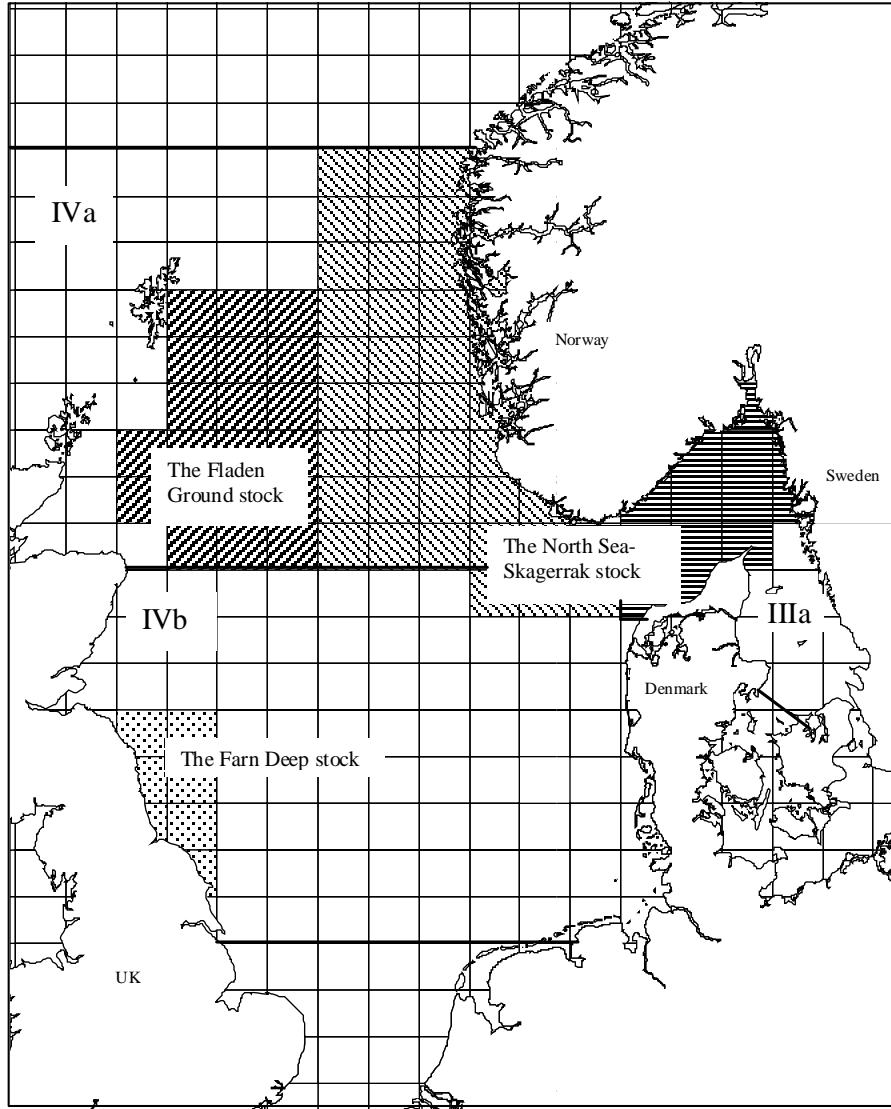 IVa
Norway
The Fladen
Ground stock
Sweden
The North Sea-
Skagerrak stock
IVb
IIIa
Denmark
The Farn Deep stock
UK